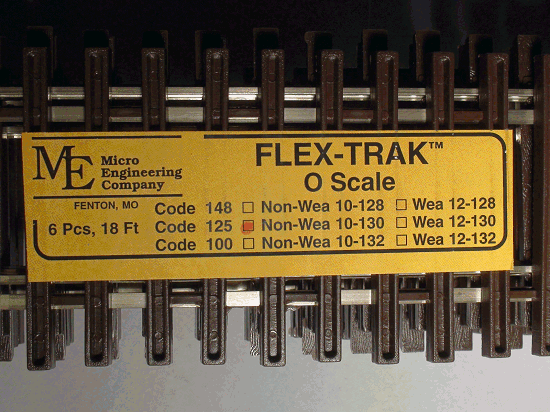 ME Micro Engineering Company
FENTON, MO
6 Pcs, 18 Ft
FLEX-TRAK™
O Scale
Code 148 ☐ Non-Wea 10-128 ☐ Wea 12-128
Code 125 ☐ Non-Wea 10-130 ☐ Wea 12-130
Code 100 ☐ Non-Wea 10-132 ☐ Wea 12-132